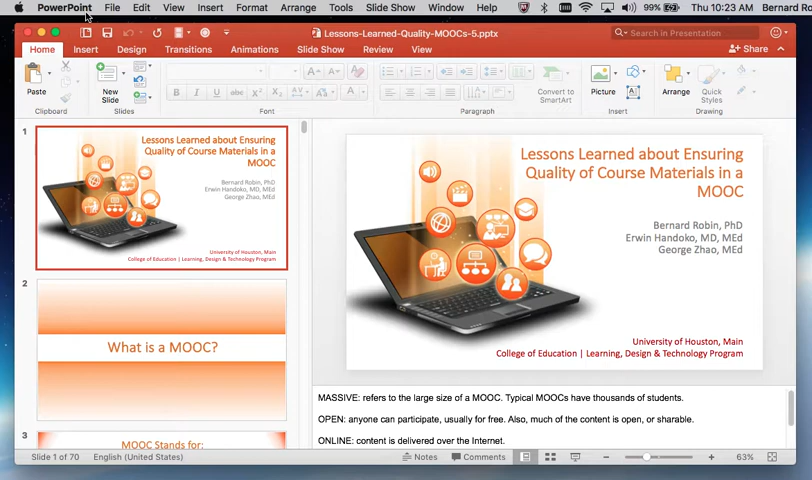 PowerPoint File Edit View Insert Format Arrange Tools Slide Show Window Help 99% Thu 10:23 AM Bernard Ro
Lessons-Learned-Quality-MOOCs-5.pptx
Search in Presentation
Home Insert Design Transitions Animations Slide Show Review View Share
Paste
New
Slide
B I U abc X² X₂ AV Aa A
Convert to
SmartArt
Picture
A
Arrange
Quick
Styles
Clipboard Slides Font Paragraph Insert Drawing
1
Lessons Learned about Ensuring
Quality of Course Materials in a
MOOC
Bernard Robin, PhD
Erwin Handoko, MD, MEd
George Zhao, MEd
University of Houston, Main
College of Education | Learning, Design & Technology Program
2
What is a MOOC?
3
MOOC Stands for:
Lessons Learned about Ensuring
Quality of Course Materials in a
MOOC
Bernard Robin, PhD
Erwin Handoko, MD, MEd
George Zhao, MEd
University of Houston, Main
College of Education | Learning, Design & Technology Program
MASSIVE: refers to the large size of a MOOC. Typical MOOCs have thousands of students.
OPEN: anyone can participate, usually for free. Also, much of the content is open, or sharable.
ONLINE: content is delivered over the Internet.
Slide 1 of 70 English (United States) Notes Comments 63%